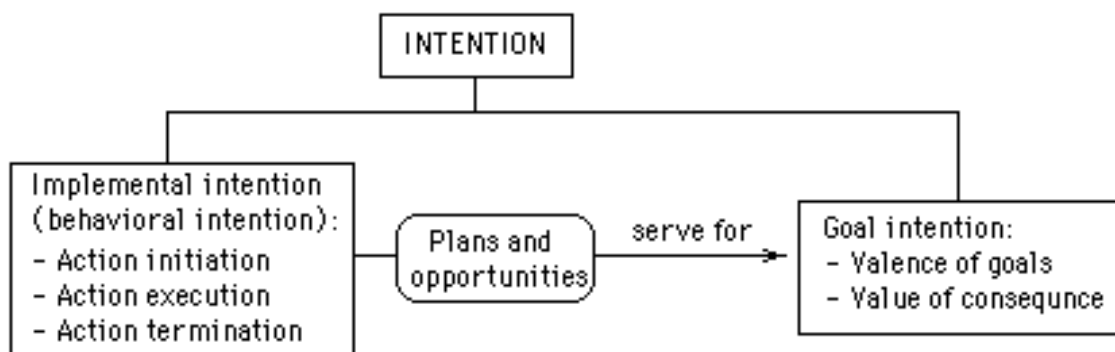 INTENTION
Implemental intention
(behavioral intention):
- Action initiation
- Action execution
- Action termination
Plans and
opportunities
serve for
Goal intention:
- Valence of goals
- Value of consequnce